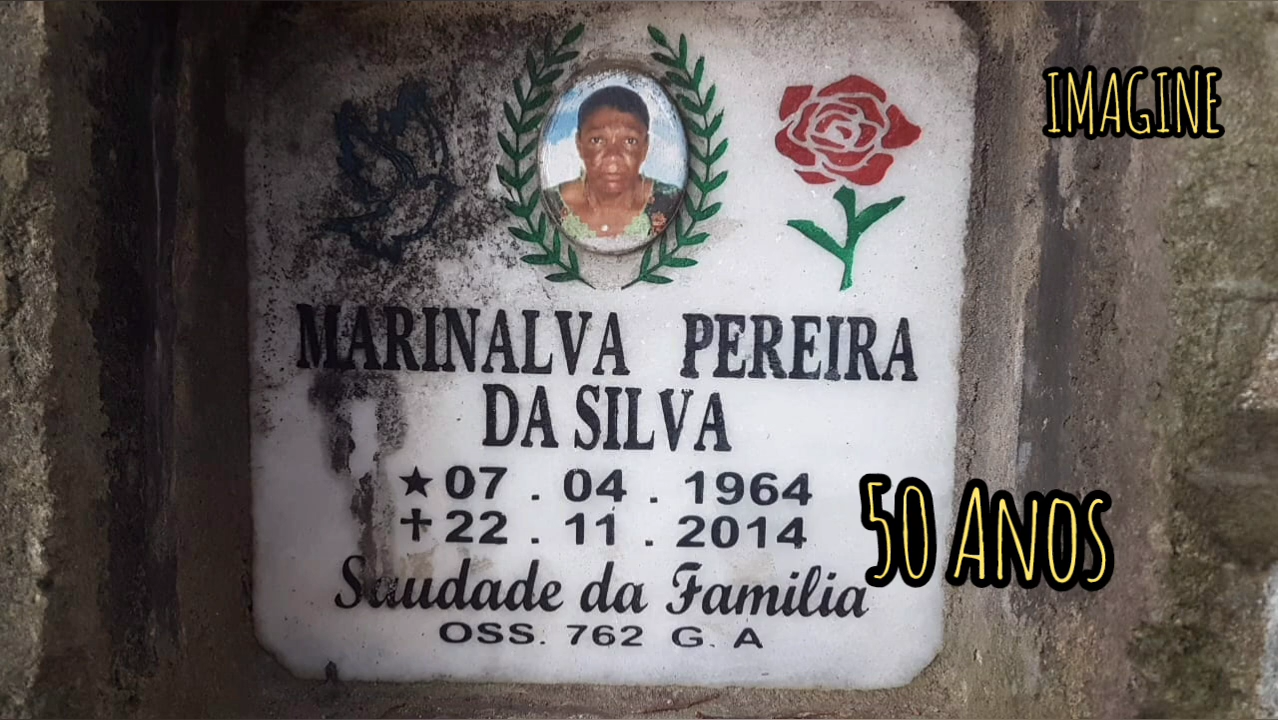 IMAGINE
MARINALVA PEREIRA
DA SILVA
★ 07 . 04 . 1964
✝ 22 . 11 . 2014
50 ANOS
Saudade da Familia
OSS. 762 G. A